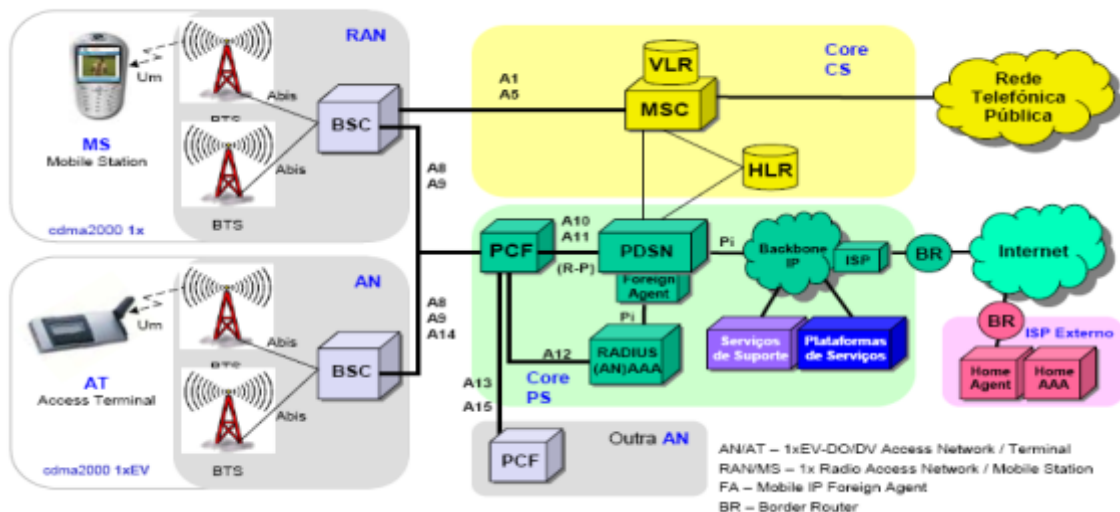 RAN
Um
Abis
BTS
Abis
BTS
BSC
MS
Mobile Station
cdma2000 1x
A1
A5
A8
A9
Core
CS
VLR
MSC
HLR
Rede
Telefónica
Pública
AN
Um
Abis
BTS
Abis
BTS
BSC
AT
Access Terminal
cdma2000 1xEV
A8
A9
A14
PCF
A10
A11
(R-P)
PDSN
Foreign
Agent
Pi
Pi
A12
RADIUS
(AN)AAA
Core
PS
Backbone
IP
ISP
Serviços
de Suporte
Plataformas
de Serviços
BR
Internet
BR
ISP Externo
Home
Agent
Home
AAA
A13
A15
Outra AN
PCF
AN/AT – 1xEV-DO/DV Access Network / Terminal
RAN/MS – 1x Radio Access Network / Mobile Station
FA – Mobile IP Foreign Agent
BR – Border Router